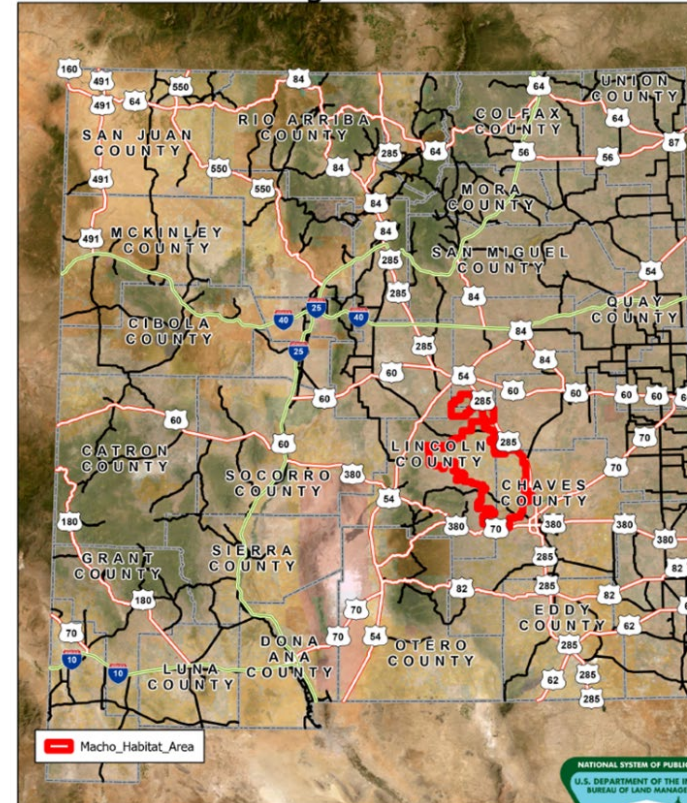 160
491
550
84
64
UNION
COUNTY
491
64
RIO ARRIBA
COUNTY
COLFAX
COUNTY
64
SAN JUAN
COUNTY
285
64
56
56
87
550
84
491
550
84
MORA
COUNTY
491
MCKINLEY
COUNTY
84
285
SAN MIGUEL
COUNTY
54
285
84
QUAY
COUNTY
CIBOLA
COUNTY
40
25
40
84
25
285
84
60
54
60
60
60
60
60
285
60
CATRON
COUNTY
60
LINCOLN
COUNTY
285
70
SOCORRO
COUNTY
380
CHAVES
COUNTY
70
54
180
380
70
380
380
380
GRANT
COUNTY
SIERRA
COUNTY
285
82
180
82
285
82
70
EDDY
COUNTY
62
70
DONA
ANA
COUNTY
70
54
OTERO
COUNTY
285
10
10
LUNA
COUNTY
62
285
285
Macho_Habitat_Area
NATIONAL SYSTEM OF PUBLIC
U.S. DEPARTMENT OF THE
BUREAU OF LAND